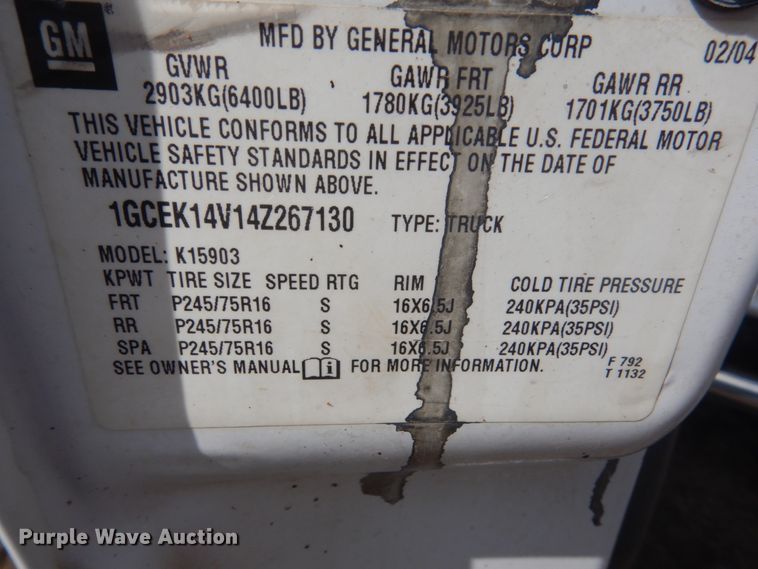 GM
MFD BY GENERAL MOTORS CORP 02/04
GVWR GAWR FRT GAWR RR
2903KG(6400LB) 1780KG(3925LB) 1701KG(3750LB)
THIS VEHICLE CONFORMS TO ALL APPLICABLE U.S. FEDERAL MOTOR
VEHICLE SAFETY STANDARDS IN EFFECT ON THE DATE OF
MANUFACTURE SHOWN ABOVE.
1GCEK14V14Z267130 TYPE: TRUCK
MODEL: K15903
KPWT TIRE SIZE SPEED RTG RIM COLD TIRE PRESSURE
FRT P245/75R16 S 16X6.5J 240KPA(35PSI)
RR P245/75R16 S 16X6.5J 240KPA(35PSI)
SPA P245/75R16 S 16X6.5J 240KPA(35PSI)
SEE OWNER'S MANUAL i FOR MORE INFORMATION.
F 792
T 1132
Purple Wave Auction